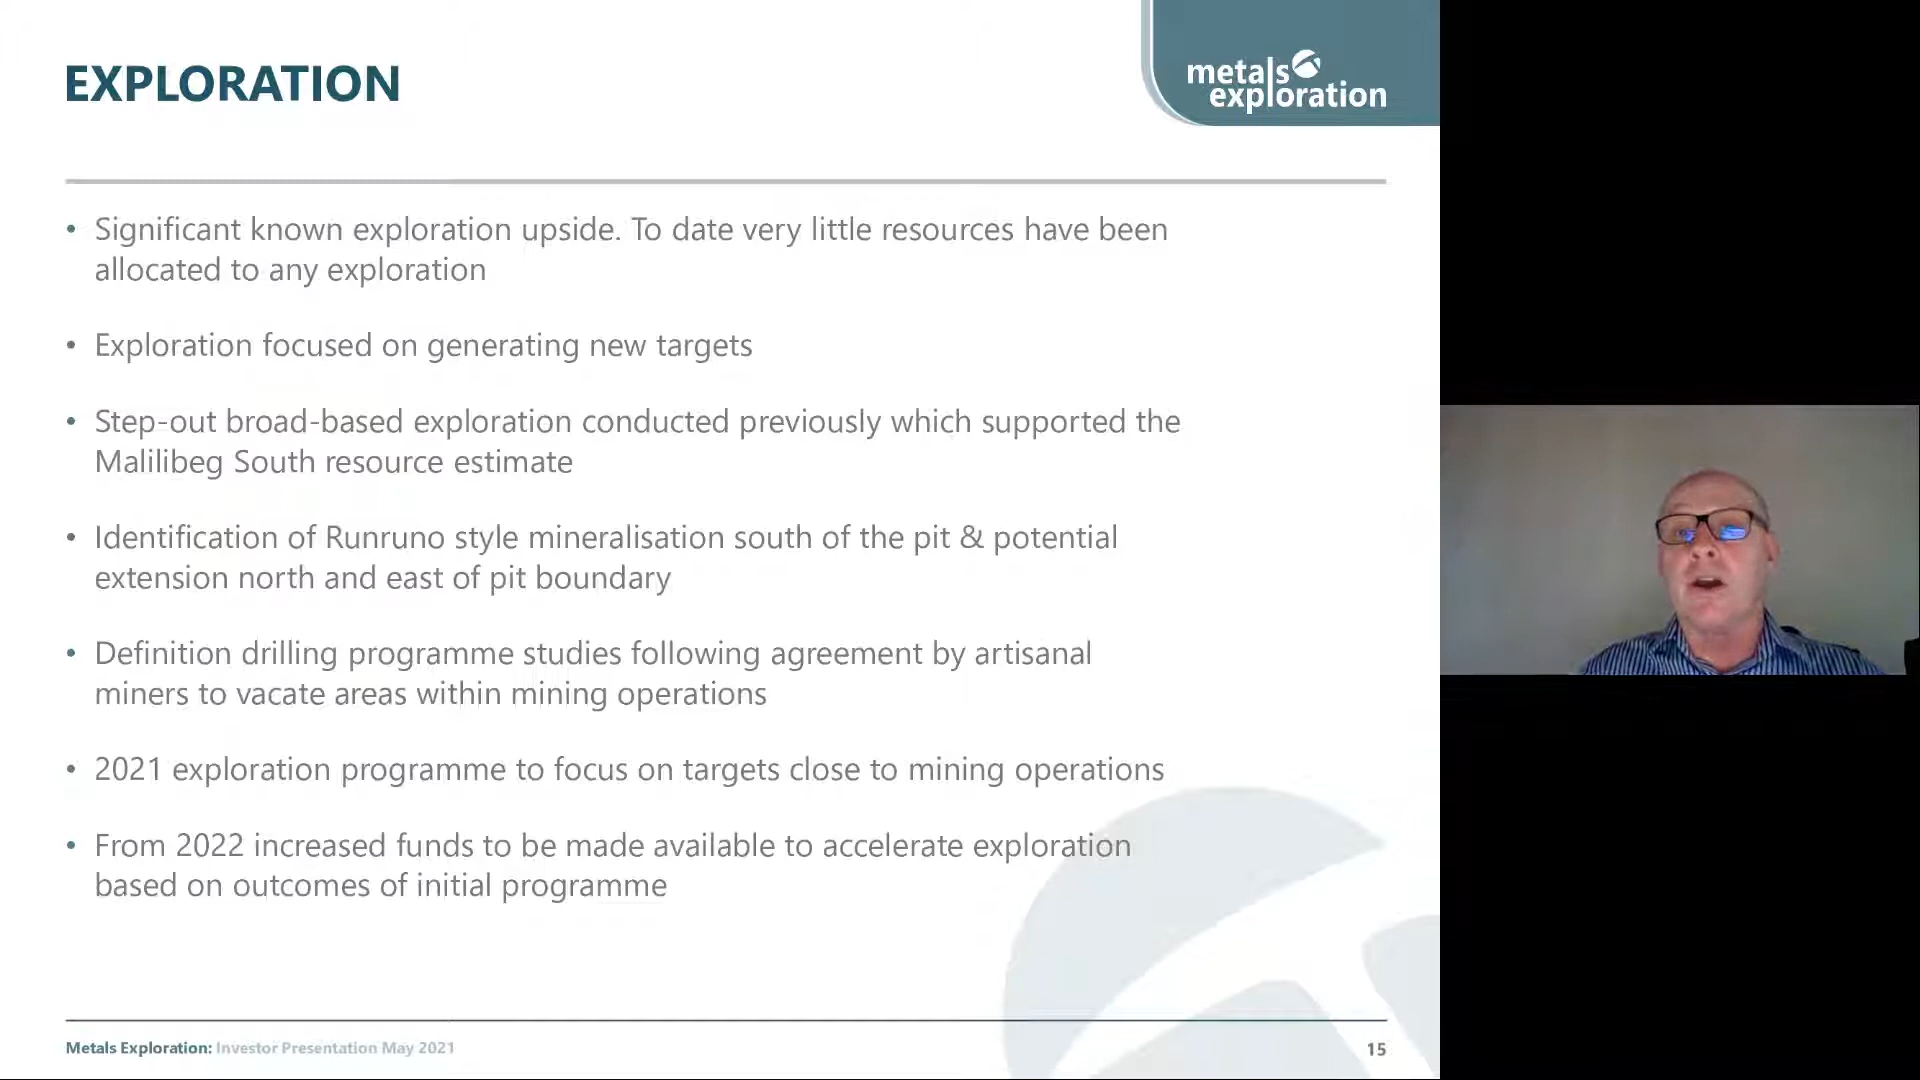 EXPLORATION
metals
exploration
• Significant known exploration upside. To date very little resources have been
allocated to any exploration
• Exploration focused on generating new targets
• Step-out broad-based exploration conducted previously which supported the
Malilibeg South resource estimate
• Identification of Runruno style mineralisation south of the pit & potential
extension north and east of pit boundary
• Definition drilling programme studies following agreement by artisanal
miners to vacate areas within mining operations
• 2021 exploration programme to focus on targets close to mining operations
• From 2022 increased funds to be made available to accelerate exploration
based on outcomes of initial programme
Metals Exploration: Investor Presentation May 2021
15